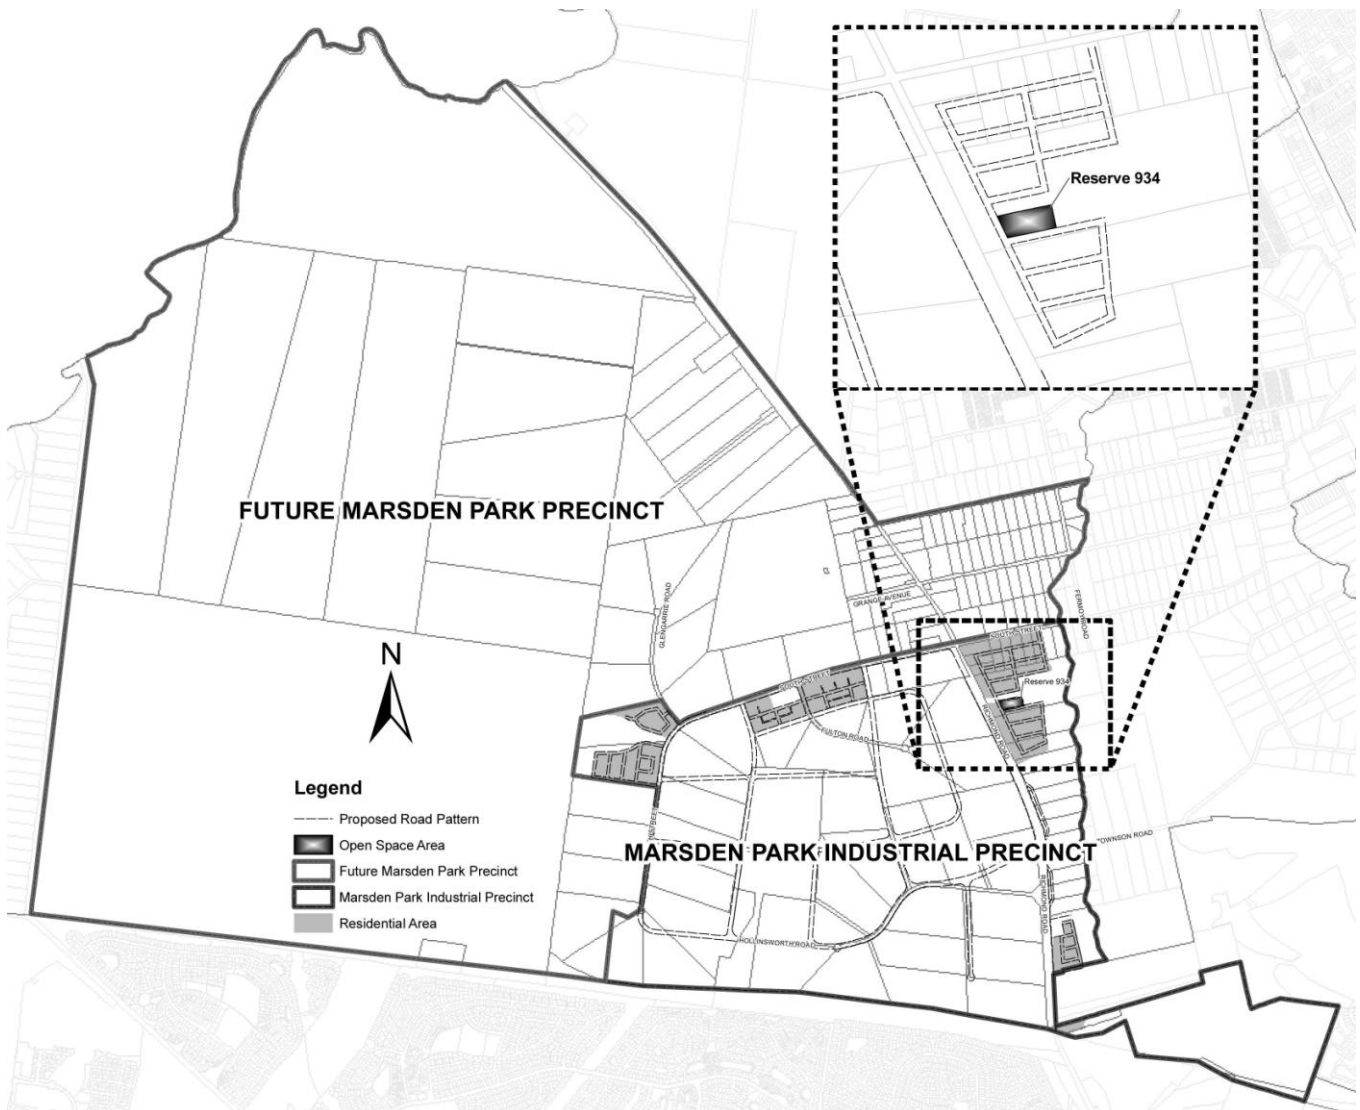 Reserve 934
FUTURE MARSDEN PARK PRECINCT
GRANGE AVENUE
GLENGARRIE ROAD
FERMOY ROAD
SOUTH STREET
SOUTH STREET
Reserve 934
RICHMOND ROAD
FULTON ROAD
N
Legend
Proposed Road Pattern
Open Space Area
Future Marsden Park Precinct
Marsden Park Industrial Precinct
Residential Area
MARSDEN PARK INDUSTRIAL PRECINCT
TOWNSON ROAD
RICHMOND ROAD
HOLLINSWORTH ROAD